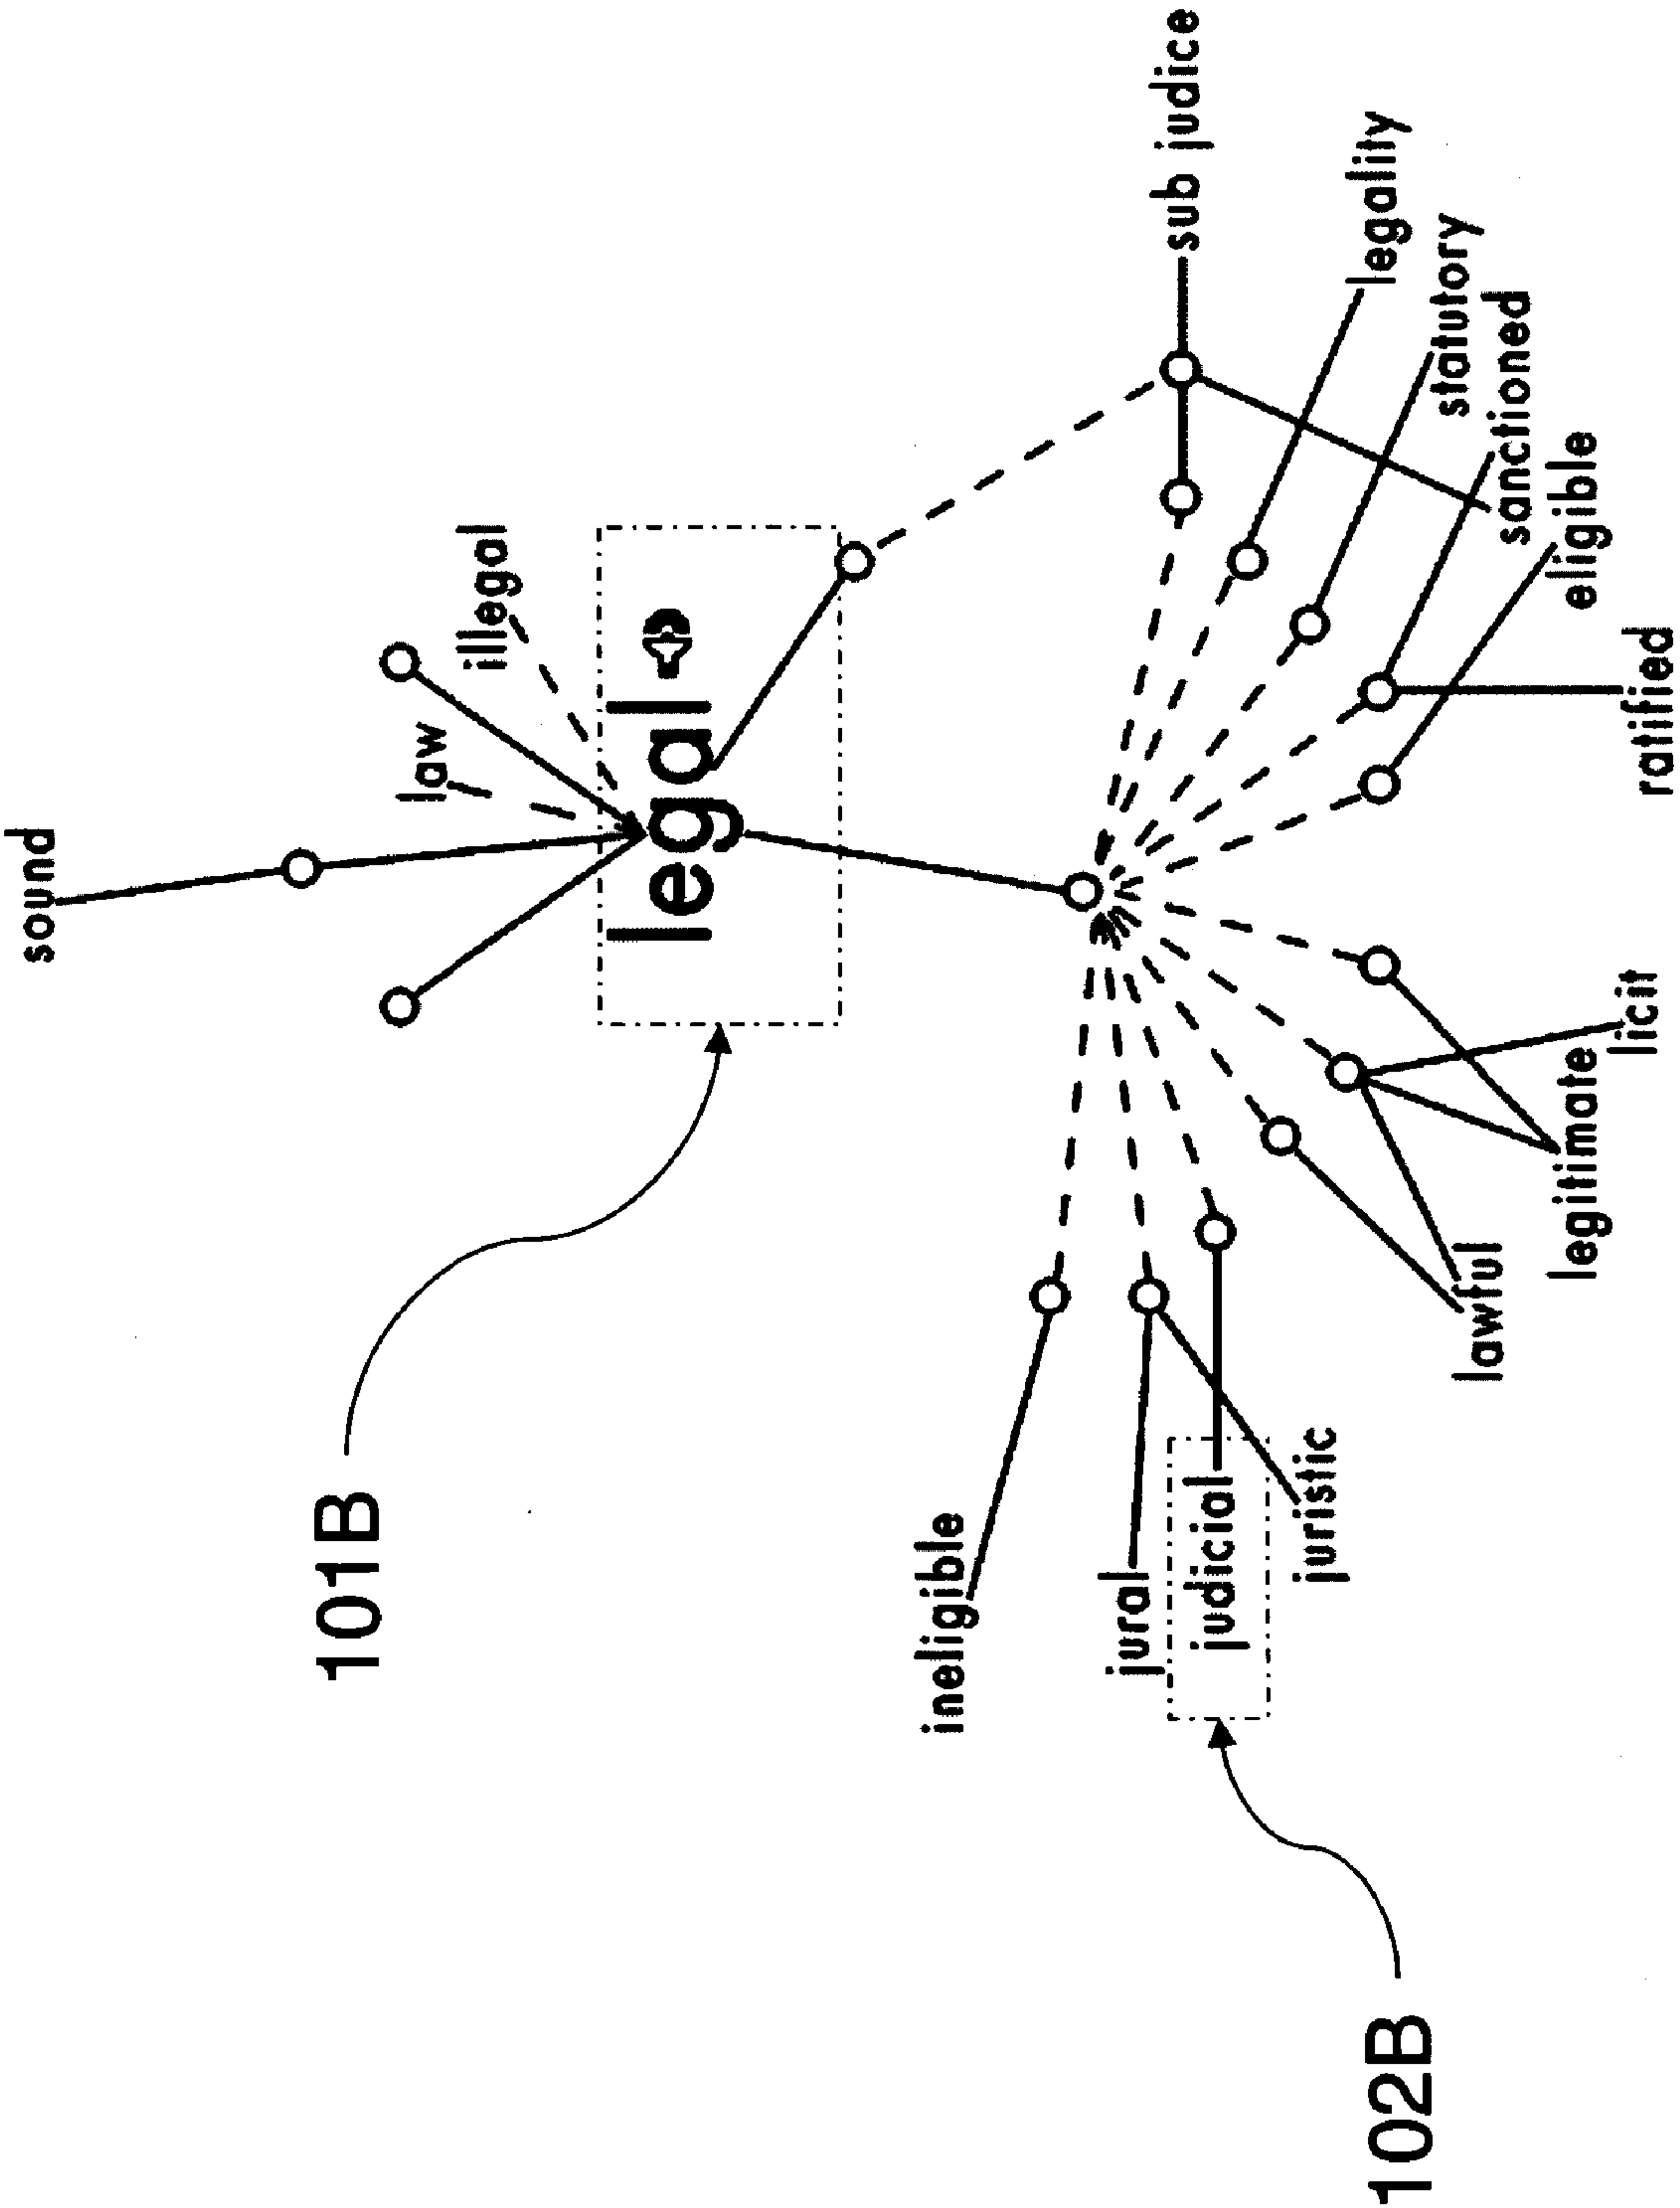 101B
102B
sound
law
illegal
legal
ineligible
jural
judicial
juristic
lawful
legitimate
licit
ratified
eligible
sanctioned
statutory
legality
sub judice